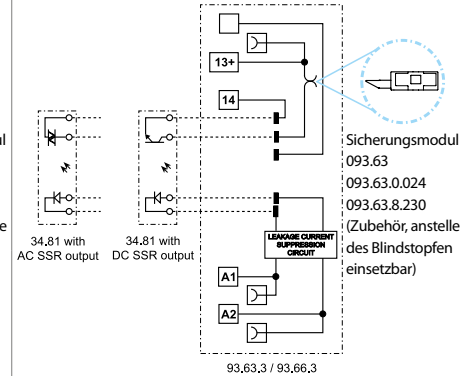 13+
14
Sicherungsmodul
093.63
093.63.0.024
093.63.8.230
(Zubehör, anstelle
des Blindstopfen
einsetzbar)
34.81 with
AC SSR output
34.81 with
DC SSR output
LEAKAGE CURRENT
SUPPRESSION
CIRCUIT
A1
A2
93.63.3 / 93.66.3